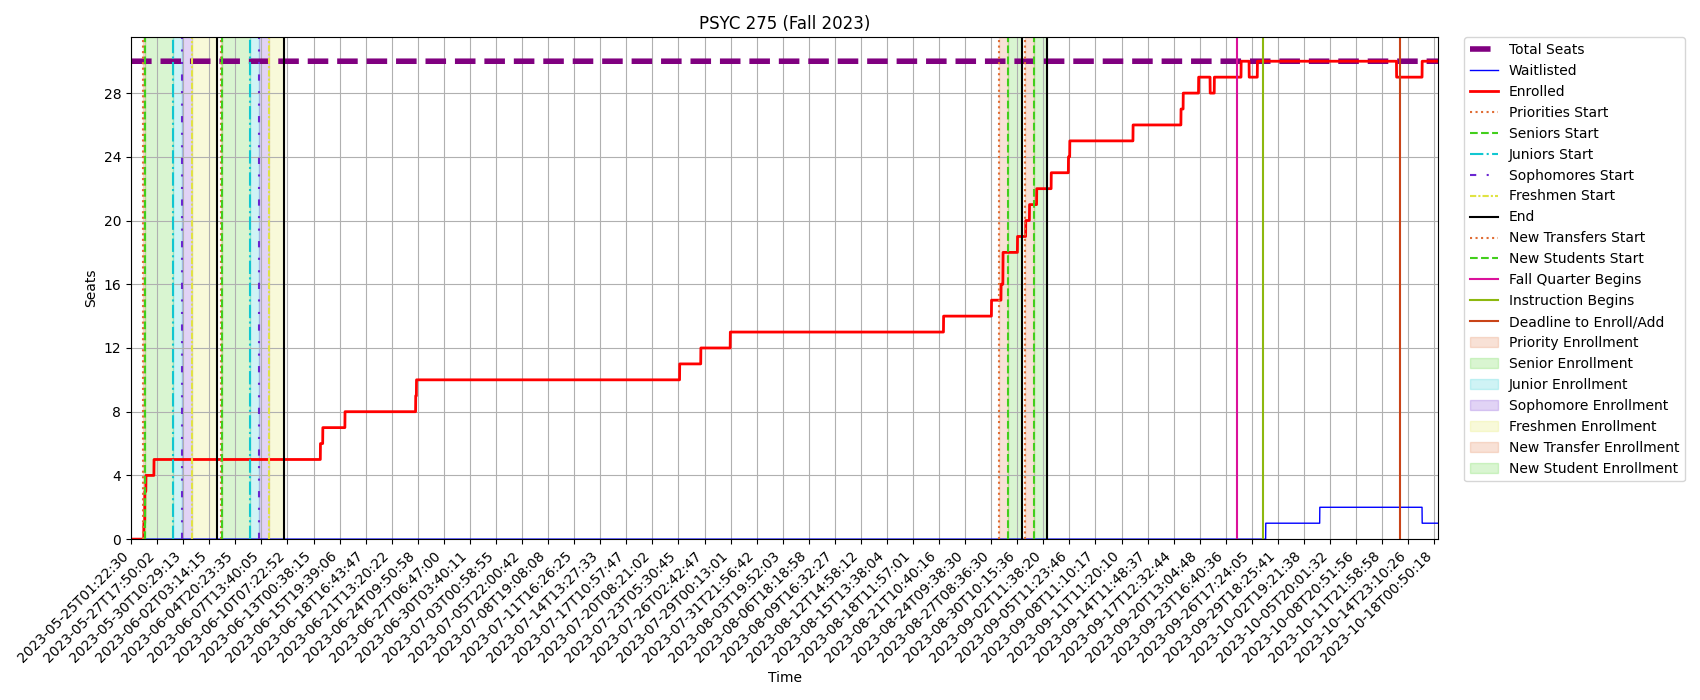 PSYC 275 (Fall 2023)
Seats
28
24
20
16
12
8
4
0
2023-05-25T01:22:30
2023-05-27T17:50:02
2023-05-30T10:29:13
2023-06-02T03:14:15
2023-06-04T20:23:35
2023-06-07T13:40:05
2023-06-10T07:22:52
2023-06-13T00:38:15
2023-06-15T19:39:06
2023-06-18T16:43:47
2023-06-21T13:20:22
2023-06-24T09:50:58
2023-06-27T06:47:00
2023-06-30T03:40:11
2023-07-03T00:58:55
2023-07-05T22:00:42
2023-07-08T19:08:08
2023-07-11T16:26:25
2023-07-14T13:27:33
2023-07-17T10:57:47
2023-07-20T08:21:02
2023-07-23T05:30:45
2023-07-26T02:42:47
2023-07-29T00:13:01
2023-07-31T21:56:42
2023-08-03T19:52:03
2023-08-06T18:18:58
2023-08-09T16:32:27
2023-08-12T14:58:12
2023-08-15T13:38:04
2023-08-18T11:57:01
2023-08-21T10:40:16
2023-08-24T09:38:30
2023-08-27T08:36:30
2023-08-30T10:15:36
2023-09-02T11:38:20
2023-09-05T11:23:46
2023-09-08T11:10:17
2023-09-11T11:20:10
2023-09-14T11:48:37
2023-09-17T12:32:44
2023-09-20T13:04:48
2023-09-23T16:40:36
2023-09-26T17:24:05
2023-09-29T18:25:41
2023-10-02T19:21:38
2023-10-05T20:01:32
2023-10-08T20:51:56
2023-10-11T21:58:58
2023-10-14T23:10:26
2023-10-18T00:50:18
Time
Total Seats
Waitlisted
Enrolled
Priorities Start
Seniors Start
Juniors Start
Sophomores Start
Freshmen Start
End
New Transfers Start
New Students Start
Fall Quarter Begins
Instruction Begins
Deadline to Enroll/Add
Priority Enrollment
Senior Enrollment
Junior Enrollment
Sophomore Enrollment
Freshmen Enrollment
New Transfer Enrollment
New Student Enrollment